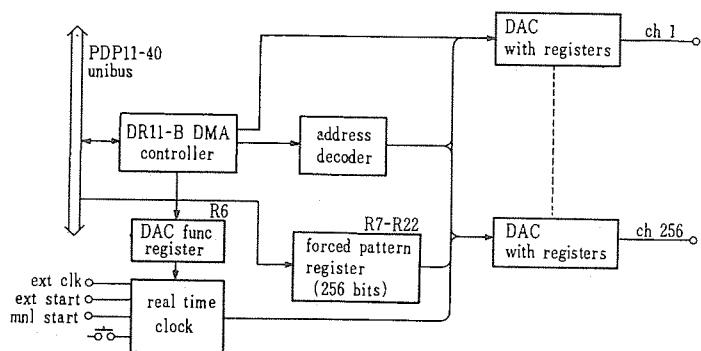 PDP11-40
unibus
DR11-B DMA
controller
address
decoder
DAC
with registers
ch 1
R6
DAC func
register
R7-R22
forced pattern
register
(256 bits)
DAC
with registers
ch 256
ext clk
ext start
mnl start
real time
clock